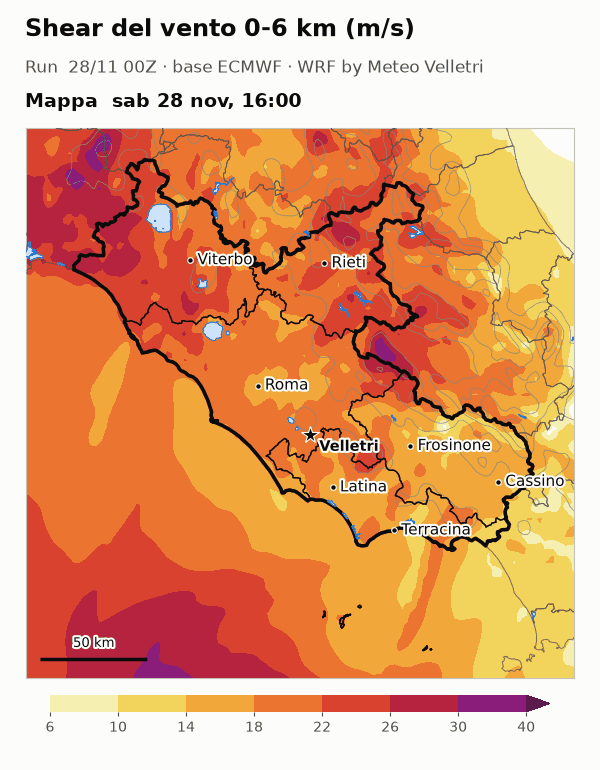 Shear del vento 0-6 km (m/s)
Run  28/11 00Z · base ECMWF · WRF by Meteo Velletri
Mappa  sab 28 nov, 16:00
Viterbo
Rieti
Roma
Velletri
Frosinone
Latina
Cassino
Terracina
50 km
6 10 14 18 22 26 30 40